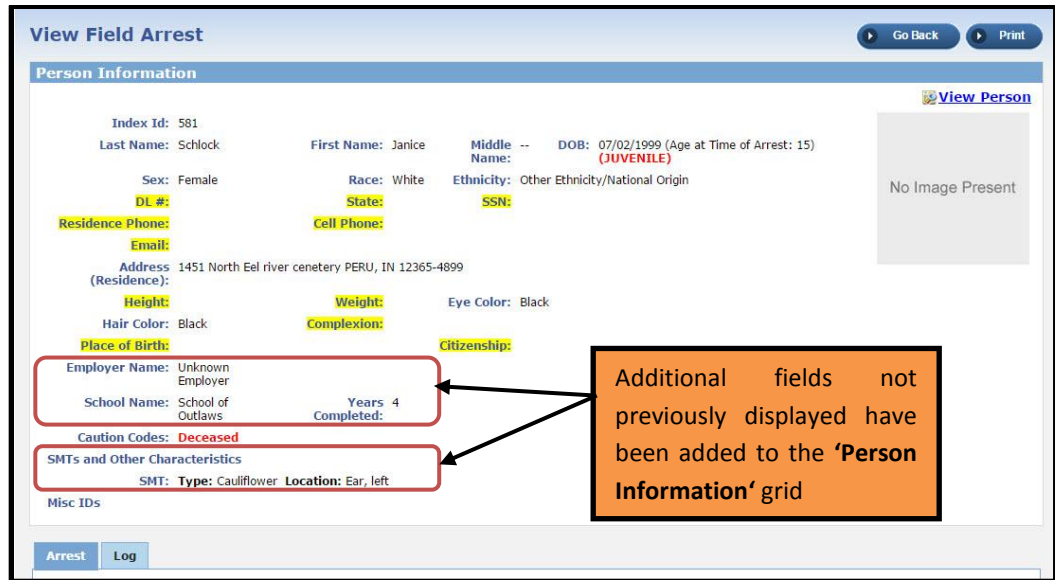 View Field Arrest
Go Back
Print
Person Information
View Person
Index Id: 581
Last Name: Schlock First Name: Janice Middle Name: -- DOB: 07/02/1999 (Age at Time of Arrest: 15)
(JUVENILE)
No Image Present
Sex: Female Race: White Ethnicity: Other Ethnicity/National Origin
DL #: State: SSN:
Residence Phone: Cell Phone:
Email:
Address (Residence): 1451 North Eel river cenetery PERU, IN 12365-4899
Height: Weight: Eye Color: Black
Hair Color: Black Complexion:
Place of Birth: Citizenship:
Employer Name: Unknown
Employer
School Name: School of
Outlaws
Years
Completed: 4
Caution Codes: Deceased
SMTs and Other Characteristics
SMT: Type: Cauliflower Location: Ear, left
Misc IDs
Additional fields not
previously displayed have
been added to the ‘Person
Information‘ grid
Arrest Log